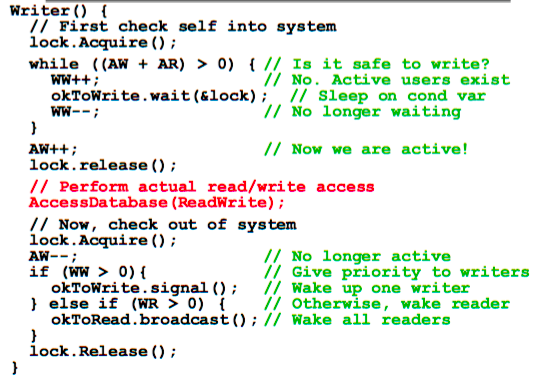 Writer() {
// First check self into system
lock.Acquire();
while ((AW + AR) > 0) { // Is it safe to write?
WW++; // No. Active users exist
okToWrite.wait(&lock); // Sleep on cond var
WW--; // No longer waiting
}
AW++; // Now we are active!
lock.release();
// Perform actual read/write access
AccessDatabase(ReadWrite);
// Now, check out of system
lock.Acquire();
AW--; // No longer active
if (WW > 0){ // Give priority to writers
okToWrite.signal(); // Wake up one writer
} else if (WR > 0) { // Otherwise, wake reader
okToRead.broadcast(); // Wake all readers
}
lock.Release();
}